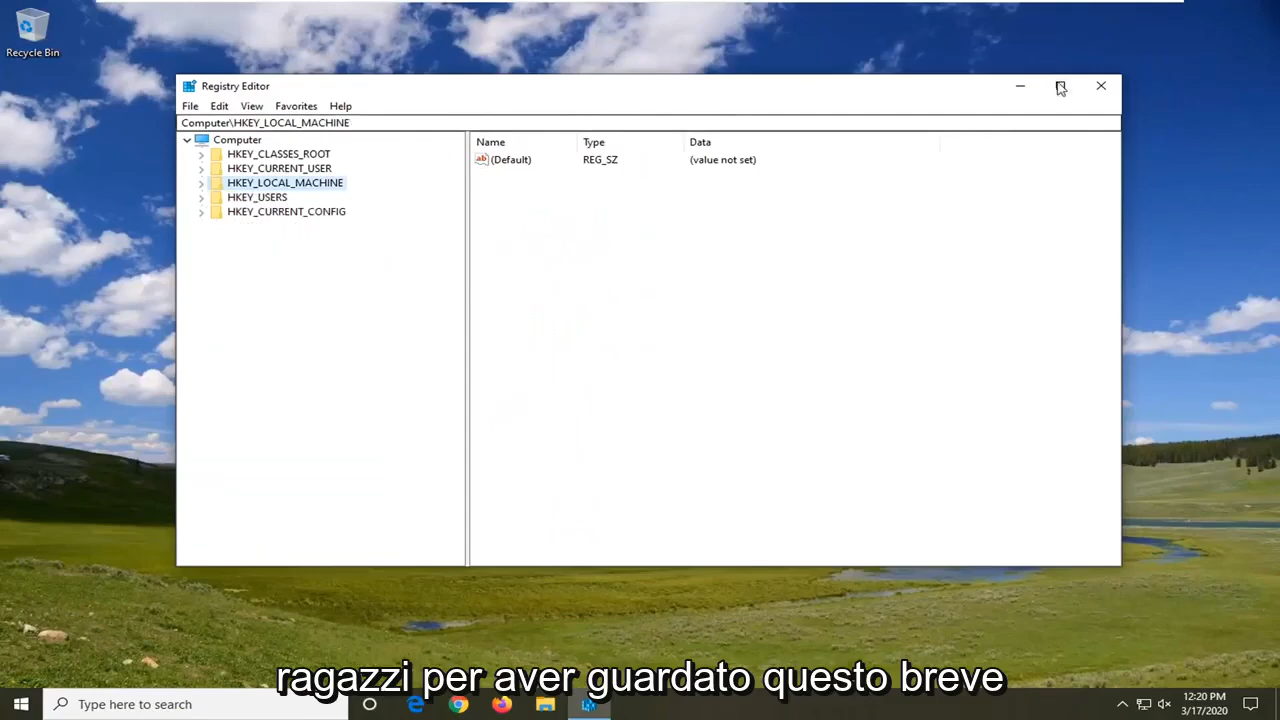 Recycle Bin
Registry Editor
File Edit View Favorites Help
Computer\HKEY_LOCAL_MACHINE
Computer
HKEY_CLASSES_ROOT
HKEY_CURRENT_USER
HKEY_LOCAL_MACHINE
HKEY_USERS
HKEY_CURRENT_CONFIG
Name Type Data
(Default) REG_SZ (value not set)
ragazzi per aver guardato questo breve
Type here to search
12:20 PM
3/17/2020